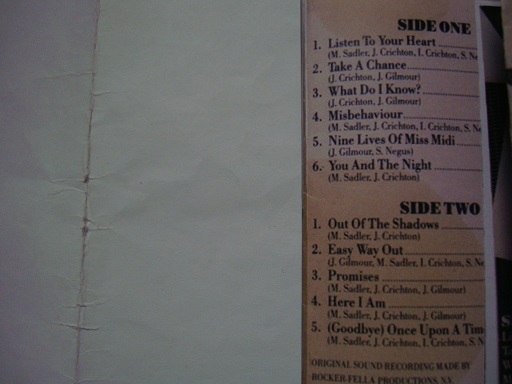 SIDE ONE
1. Listen To Your Heart
(M. Sadler, J. Crichton, I. Crichton, S. Ne
2. Take A Chance
(J. Crichton, J. Gilmour)
3. What Do I Know?
(J. Crichton, J. Gilmour)
4. Misbehaviour
(M. Sadler, J. Crichton, I. Crichton, S. Ne
5. Nine Lives Of Miss Midi
(J. Gilmour, S. Negus)
6. You And The Night
(M. Sadler, J. Crichton)
SIDE TWO
1. Out Of The Shadows
(M. Sadler, J. Crichton)
2. Easy Way Out
(J. Gilmour, M. Sadler, I. Crichton, S. Ne
3. Promises
(M. Sadler, J. Crichton, J. Gilmour)
4. Here I Am
(M. Sadler, J. Crichton, J. Gilmour)
5. (Goodbye) Once Upon A Tim
(M. Sadler, J. Crichton, I. Crichton, S. N
ORIGINAL SOUND RECORDING MADE BY
ROCKER-FELLA PRODUCTIONS N.V.